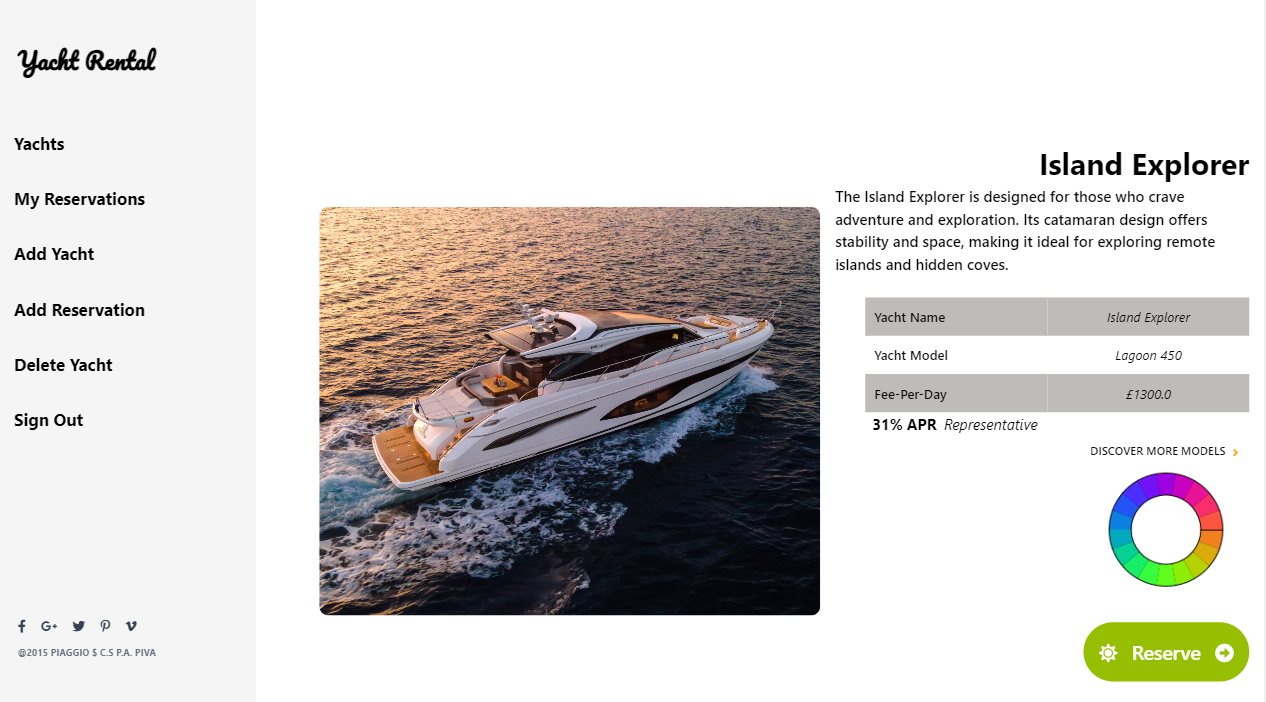 Yacht Rental
Yachts
My Reservations
Add Yacht
Add Reservation
Delete Yacht
Sign Out
@2015 PIAGGIO $ C.S P.A. PIVA
Island Explorer
The Island Explorer is designed for those who crave
adventure and exploration. Its catamaran design offers
stability and space, making it ideal for exploring remote
islands and hidden coves.
Yacht Name Island Explorer
Yacht Model Lagoon 450
Fee-Per-Day £1300.0
31% APR Representative
DISCOVER MORE MODELS
Reserve